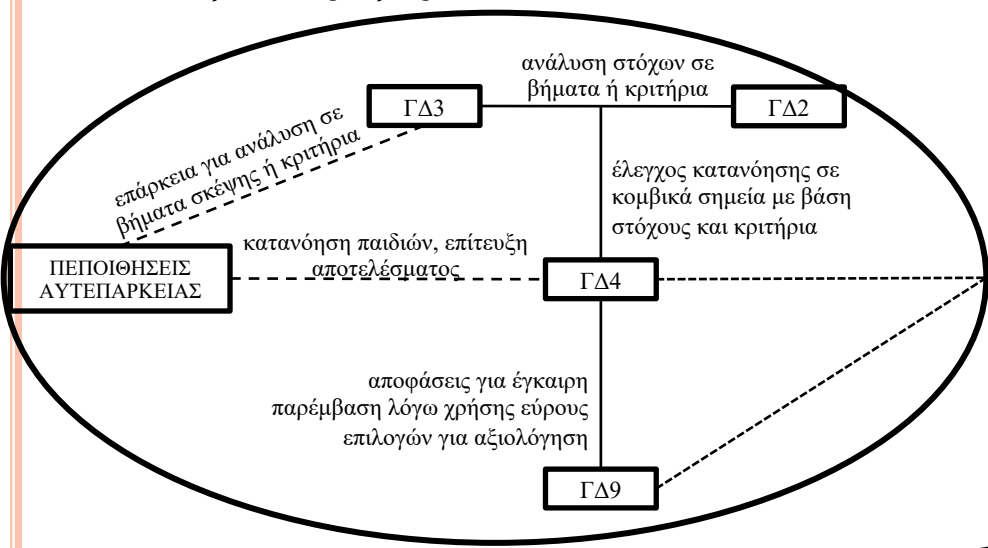 ανάλυση στόχων σε
βήματα ή κριτήρια
ΓΔ3
ΓΔ2
επάρκεια για ανάλυση σε
βήματα σκέψης ή κριτήρια
έλεγχος κατανόησης σε
κομβικά σημεία με βάση
στόχους και κριτήρια
ΠΕΠΟΙΘΗΣΕΙΣ
ΑΥΤΕΠΑΡΚΕΙΑΣ
κατανόηση παιδιών, επίτευξη
αποτελέσματος
ΓΔ4
αποφάσεις για έγκαιρη
παρέμβαση λόγω χρήσης εύρους
επιλογών για αξιολόγηση
ΓΔ9